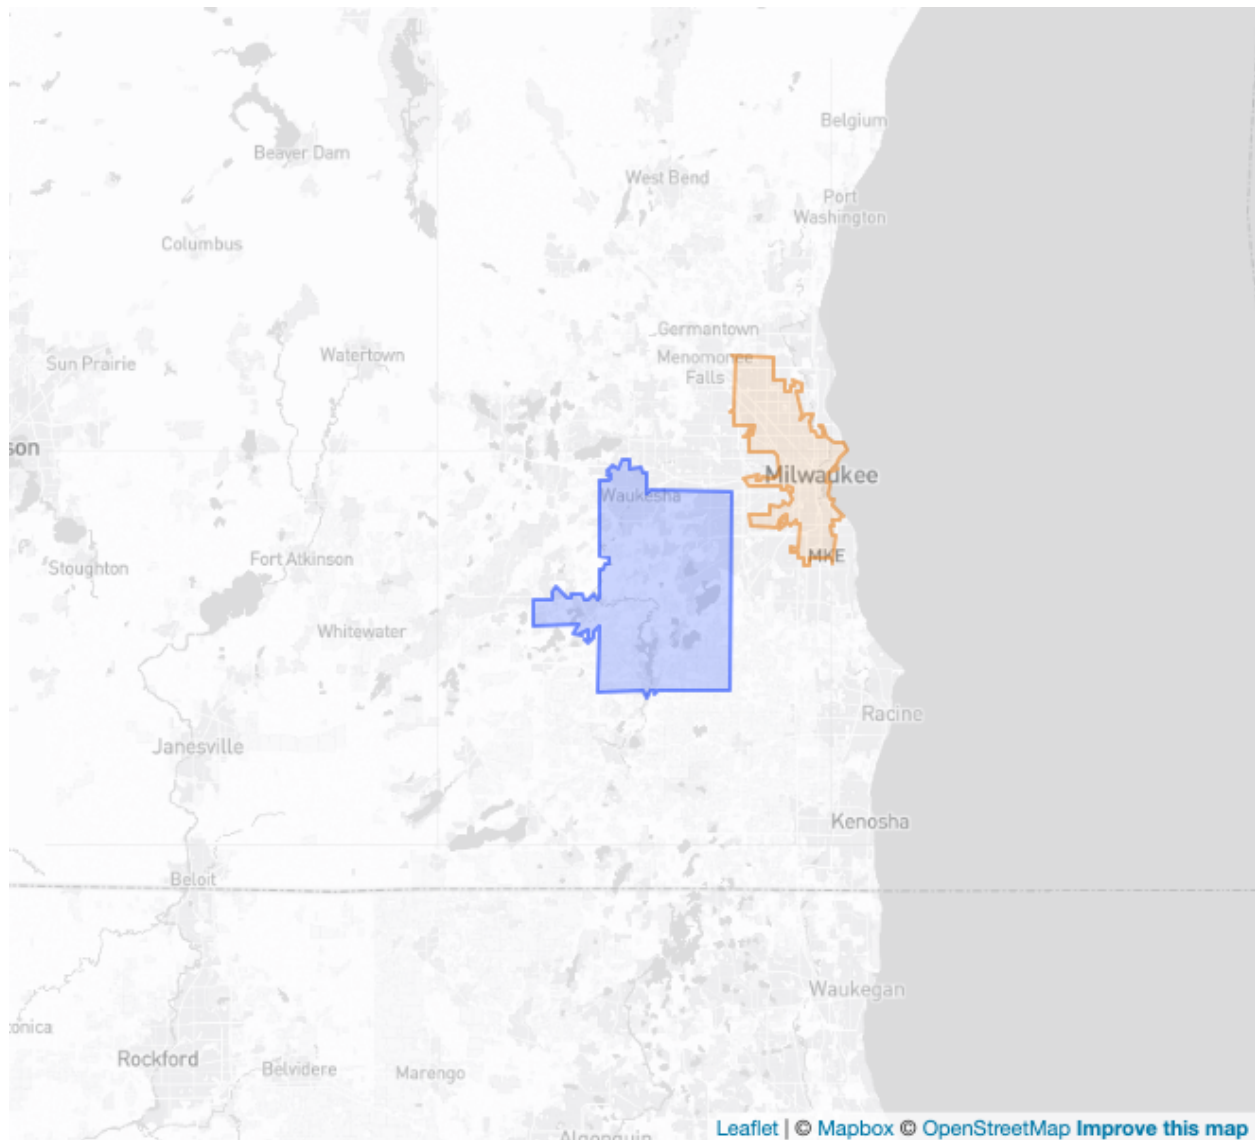 Belgium
Beaver Dam
West Bend
Port
Washington
Columbus
Germantown
Sun Prairie
Watertown
Menomonee
Falls
son
Milwaukee
Waukesha
MKE
Stoughton
Fort Atkinson
Whitewater
Racine
Janesville
Kenosha
Beloit
Waukegan
tonica
Rockford
Belvidere
Marengo
Algonquin
Leaflet | © Mapbox © OpenStreetMap Improve this map